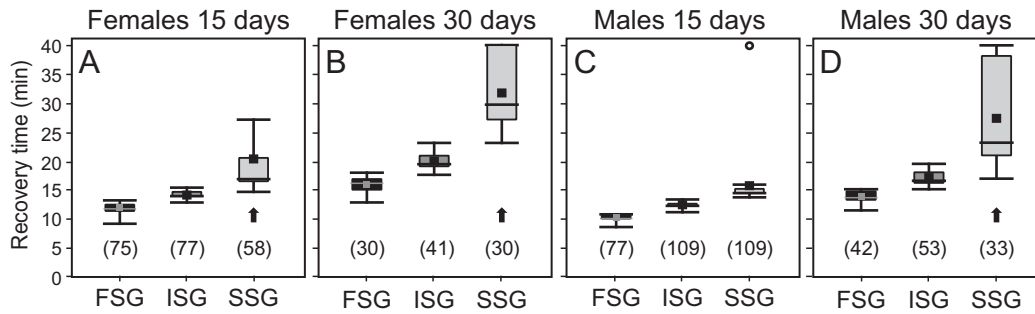 Females 15 days Females 30 days Males 15 days Males 30 days
Recovery time (min)
40
35
30
25
20
15
10
5
0
A B C D
(75) (77) (58) (30) (41) (30) (77) (109) (109) (42) (53) (33)
FSG ISG SSG FSG ISG SSG FSG ISG SSG FSG ISG SSG